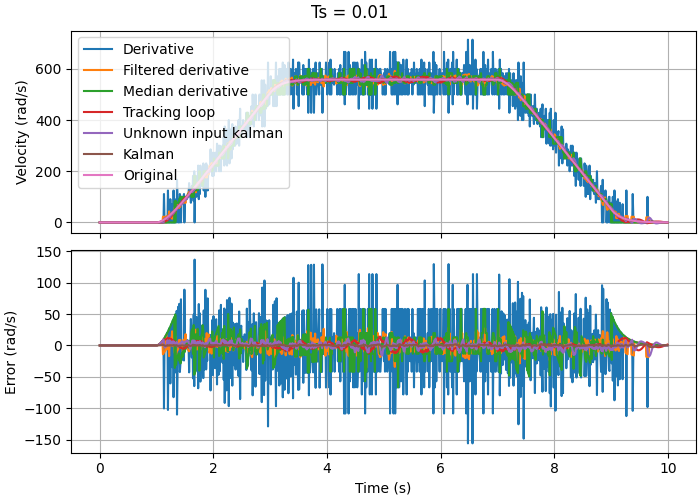 Ts = 0.01
Velocity (rad/s)
600
400
200
0
Derivative
Filtered derivative
Median derivative
Tracking loop
Unknown input kalman
Kalman
Original
Error (rad/s)
150
100
50
0
−50
−100
−150
0 2 4 6 8 10
Time (s)